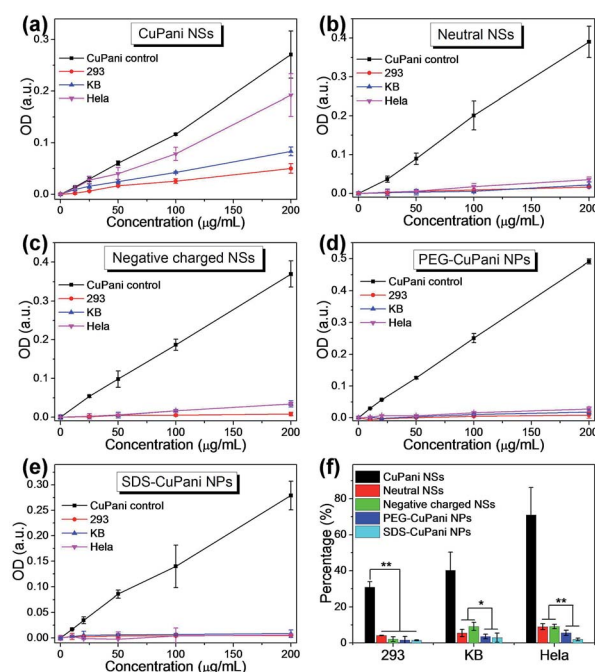 (a)
CuPani NSs
CuPani control
293
KB
Hela
OD (a.u.)
0.3
0.2
0.1
0.0
0 50 100 150 200
Concentration (μg/mL)
(b)
Neutral NSs
CuPani control
293
KB
Hela
OD (a.u.)
0.4
0.3
0.2
0.1
0.0
0 50 100 150 200
Concentration (μg/mL)
(c)
Negative charged NSs
CuPani control
293
KB
Hela
OD (a.u.)
0.4
0.3
0.2
0.1
0.0
0 50 100 150 200
Concentration (μg/mL)
(d)
PEG-CuPani NPs
CuPani control
293
KB
Hela
OD (a.u.)
0.5
0.4
0.3
0.2
0.1
0.0
0 50 100 150 200
Concentration (μg/mL)
(e)
SDS-CuPani NPs
CuPani control
293
KB
Hela
OD (a.u.)
0.30
0.25
0.20
0.15
0.10
0.05
0.00
0 50 100 150 200
Concentration (μg/mL)
(f)
CuPani NSs
Neutral NSs
Negative charged NSs
PEG-CuPani NPs
SDS-CuPani NPs
Percentage (%)
80
60
40
20
0
**
*
**
293 KB Hela